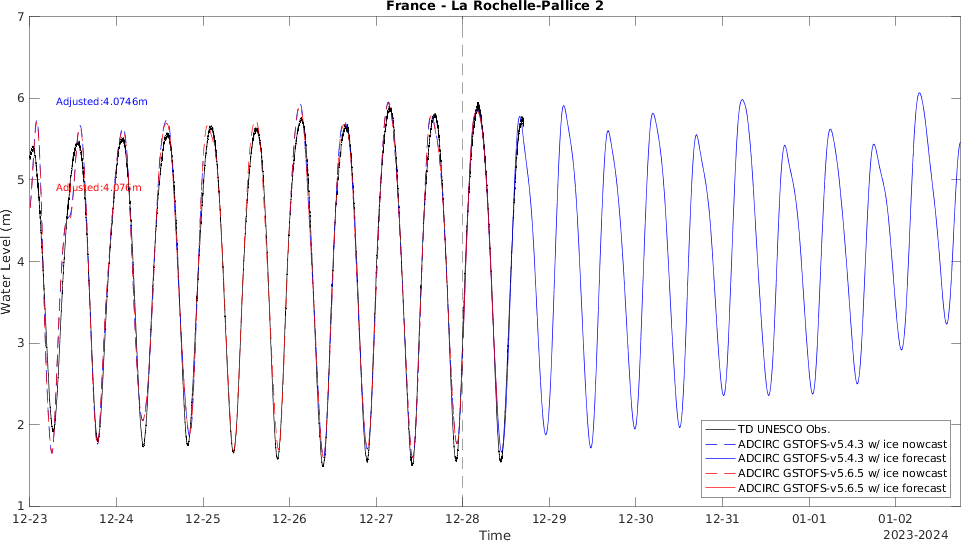 France - La Rochelle-Pallice 2
7
6
5
4
3
2
1
Water Level (m)
Adjusted:4.0746m
Adjusted:4.076m
TD UNESCO Obs.
ADCIRC GSTOFS-v5.4.3 w/ ice nowcast
ADCIRC GSTOFS-v5.4.3 w/ ice forecast
ADCIRC GSTOFS-v5.6.5 w/ ice nowcast
ADCIRC GSTOFS-v5.6.5 w/ ice forecast
12-23 12-24 12-25 12-26 12-27 12-28 12-29 12-30 12-31 01-01 01-02
Time
2023-2024